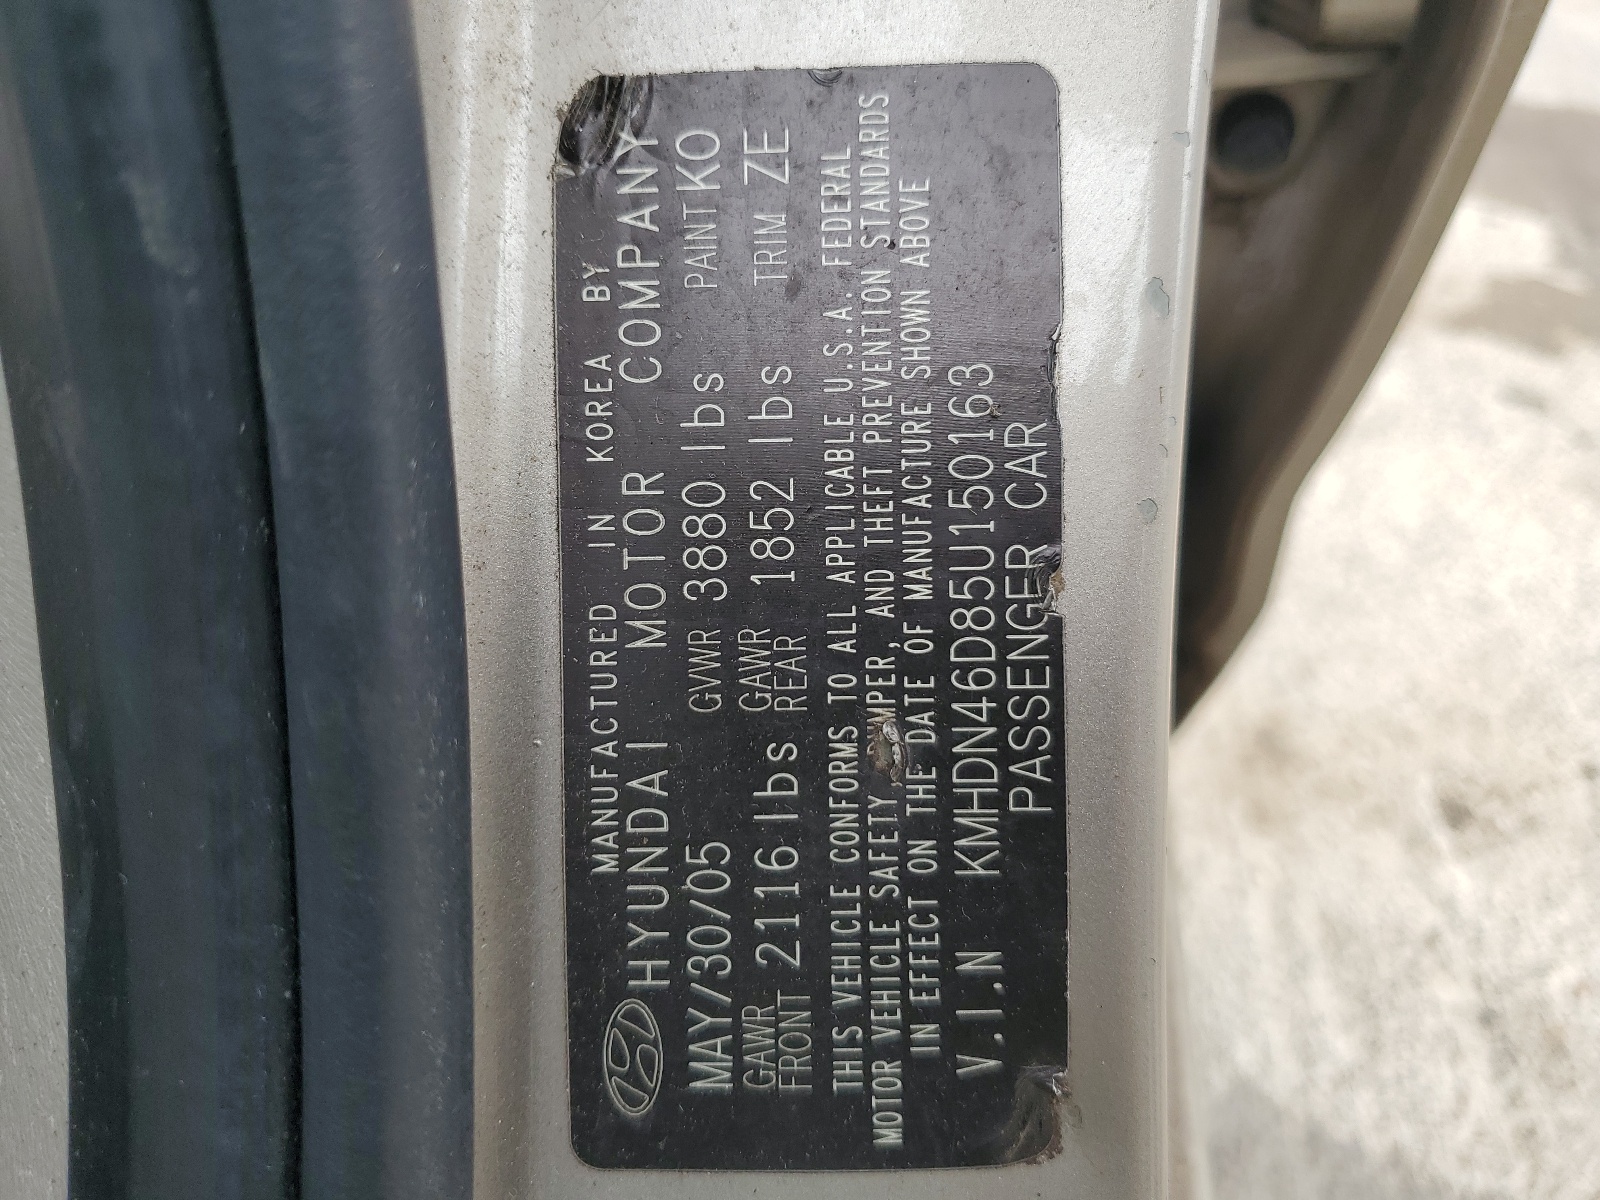 MANUFACTURED IN KOREA BY
HYUNDAI MOTOR COMPANY
MAY/30/05 GVWR 3880 lbs PAINT KO
GAWR FRONT 2116 lbs GAWR REAR 1852 lbs TRIM ZE
THIS VEHICLE CONFORMS TO ALL APPLICABLE U.S.A. FEDERAL
MOTOR VEHICLE SAFETY, BUMPER, AND THEFT PREVENTION STANDARDS
IN EFFECT ON THE DATE OF MANUFACTURE SHOWN ABOVE
V.I.N KMHDN46D85U150163
PASSENGER CAR